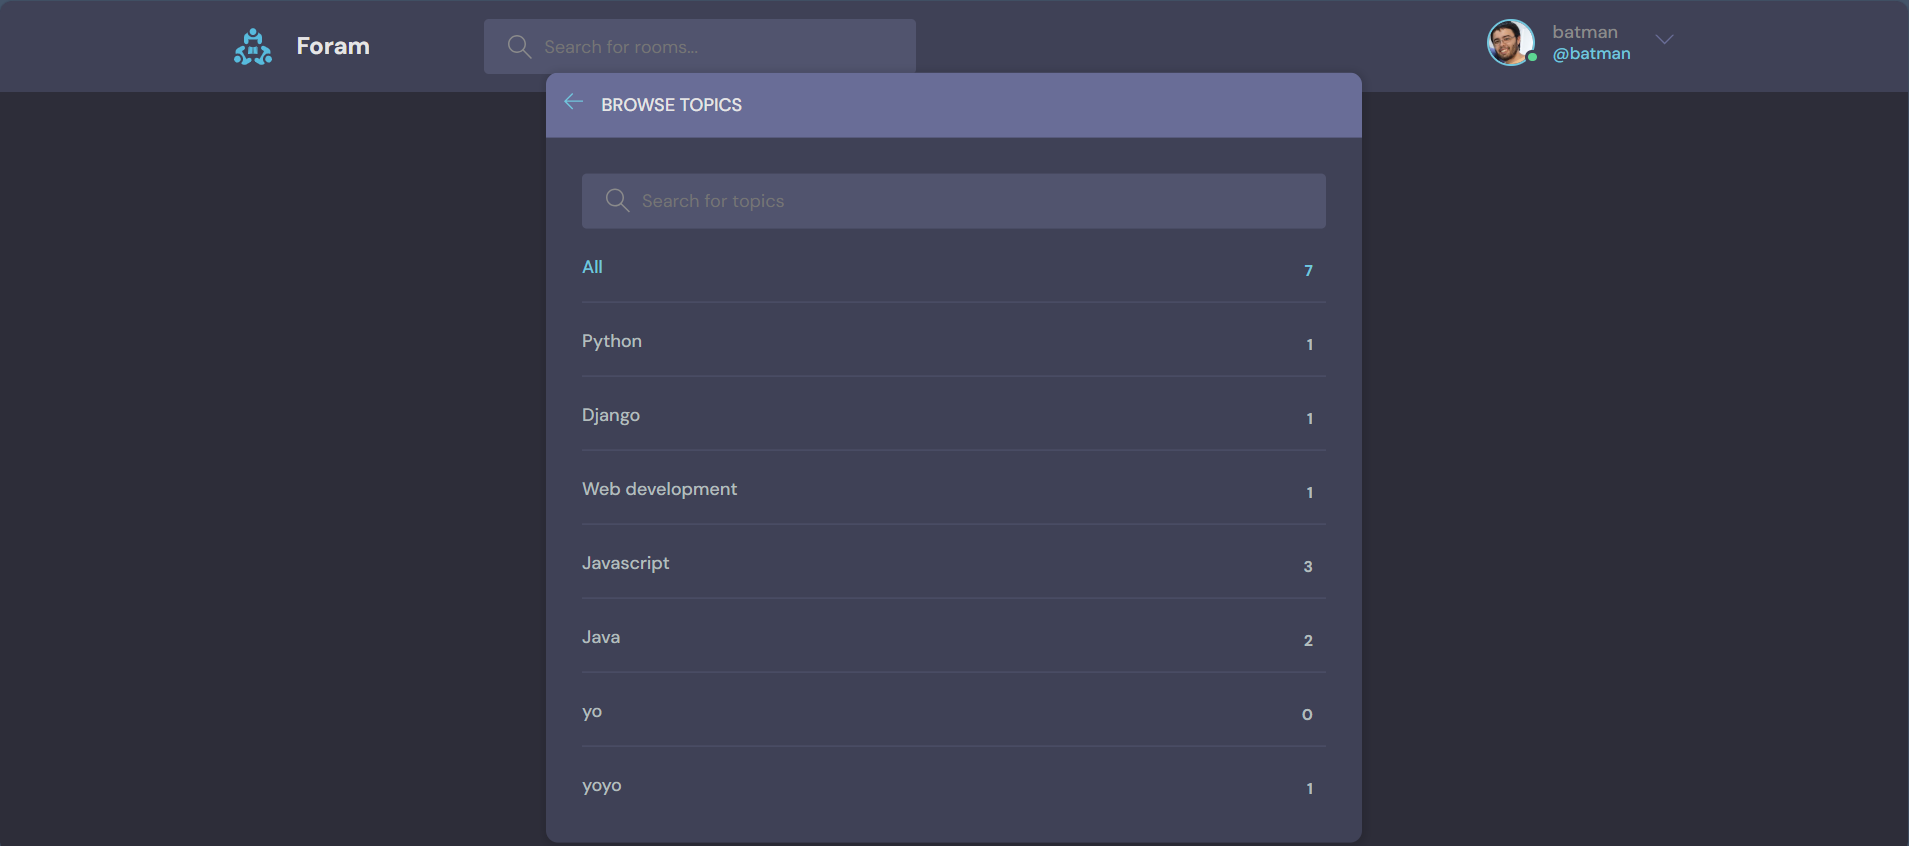 Foram
Search for rooms...
batman
@batman
BROWSE TOPICS
Search for topics
All 7
Python 1
Django 1
Web development 1
Javascript 3
Java 2
yo 0
yoyo 1